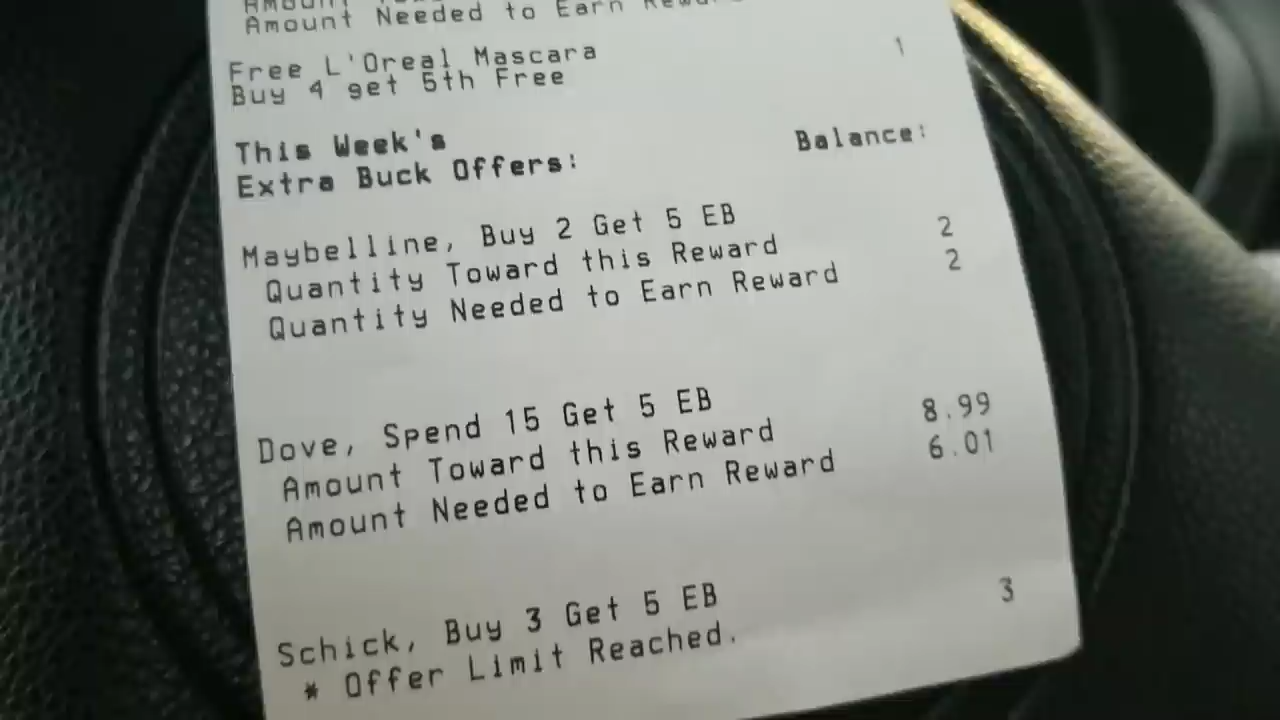 Amount
Amount Needed to Earn
Free L'Oreal Mascara 1
Buy 4 get 5th Free
This Week's
Extra Buck Offers: Balance:
Maybelline, Buy 2 Get 5 EB
Quantity Toward this Reward 2
Quantity Needed to Earn Reward 2
Dove, Spend 15 Get 5 EB
Amount Toward this Reward 8.99
Amount Needed to Earn Reward 6.01
Schick, Buy 3 Get 5 EB 3
* Offer Limit Reached.